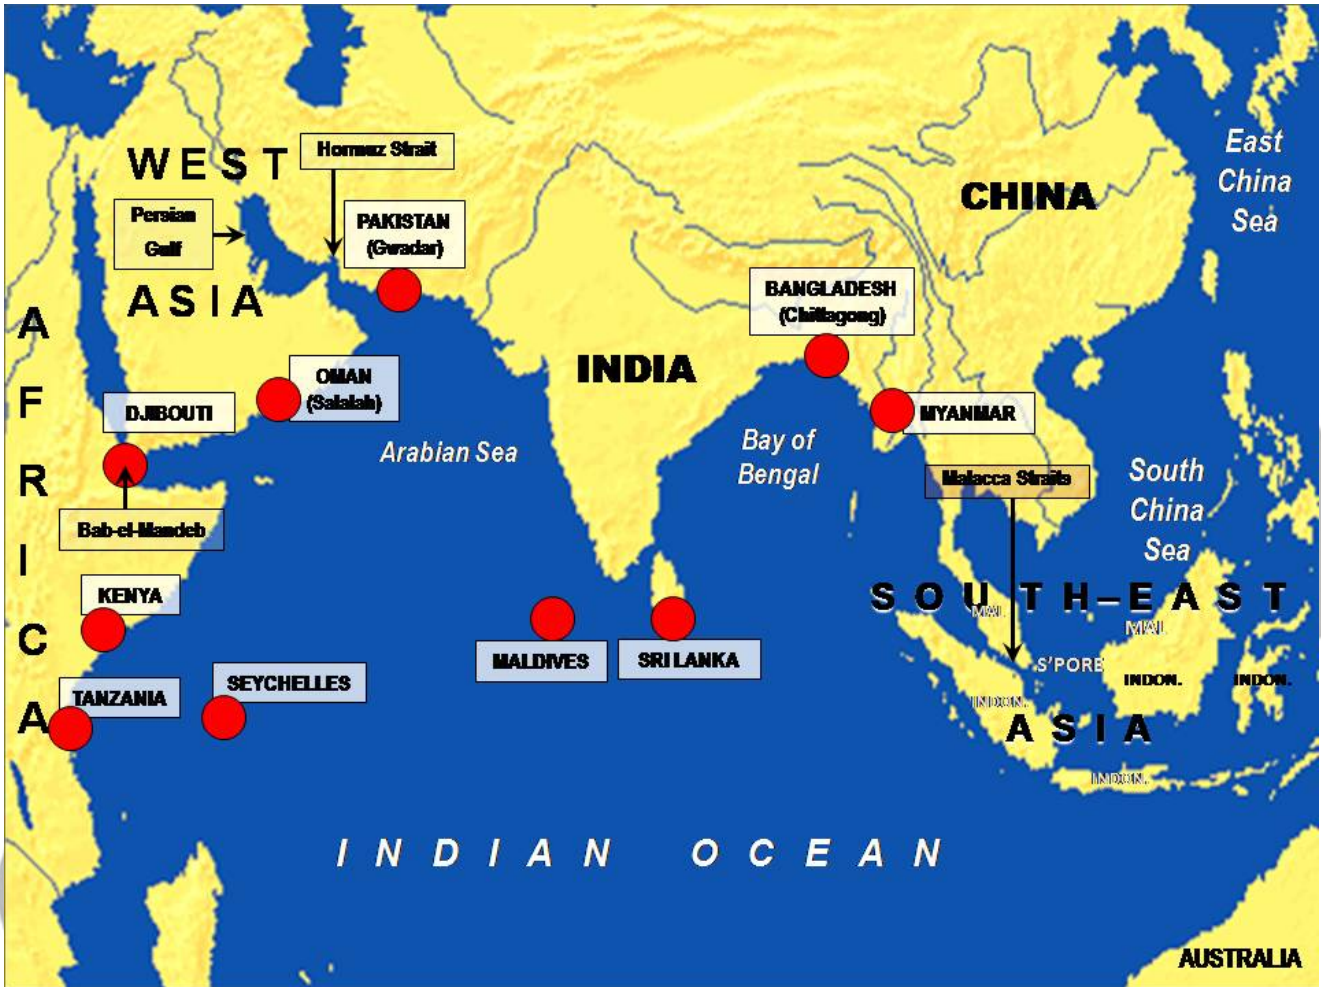 East
China
Sea
Hormuz Strait
WEST
CHINA
Persian
Gulf
PAKISTAN
(Gwadar)
ASIA
BANGLADESH
(Chittagong)
AFRICA
INDIA
OMAN
(Salalah)
DJIBOUTI
MYANMAR
Arabian Sea
Bay of
Bengal
South
China
Sea
Malacca Straits
Bab-el-Mandeb
KENYA
SOUTH-EAST
MAL.
MAL.
MALDIVES
SRI LANKA
S'PORE
SEYCHELLES
INDON.
INDON.
TANZANIA
INDON.
ASIA
INDON.
INDIAN OCEAN
AUSTRALIA